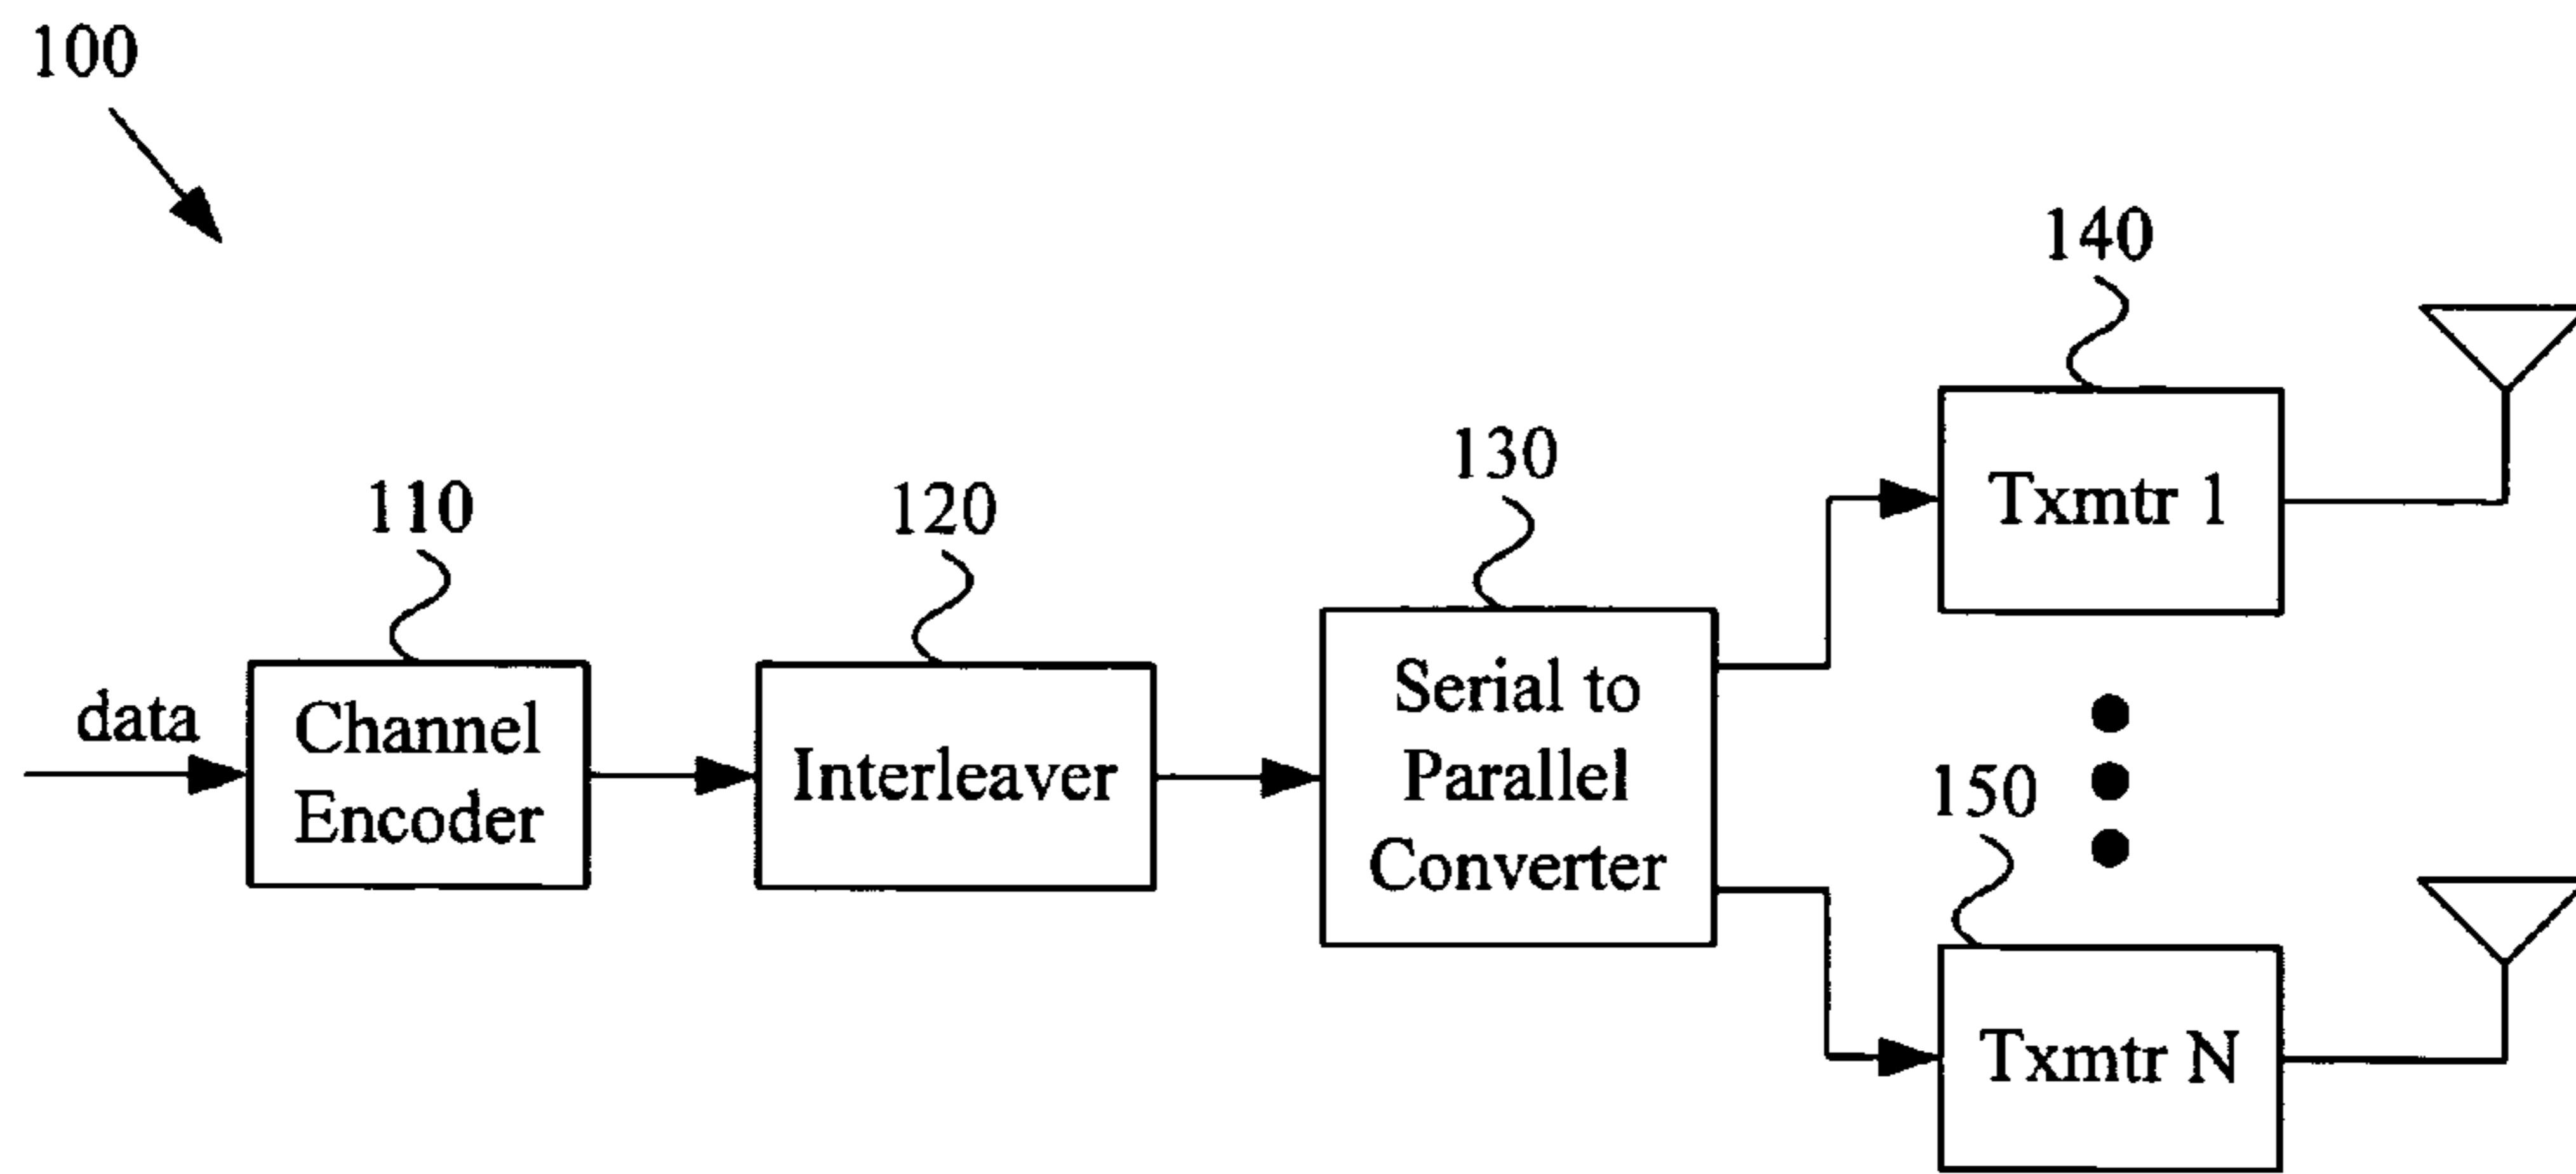 100
140
130
110
120
Txmtr 1
data
Channel
Encoder
Interleaver
Serial to
Parallel
Converter
150
Txmtr N